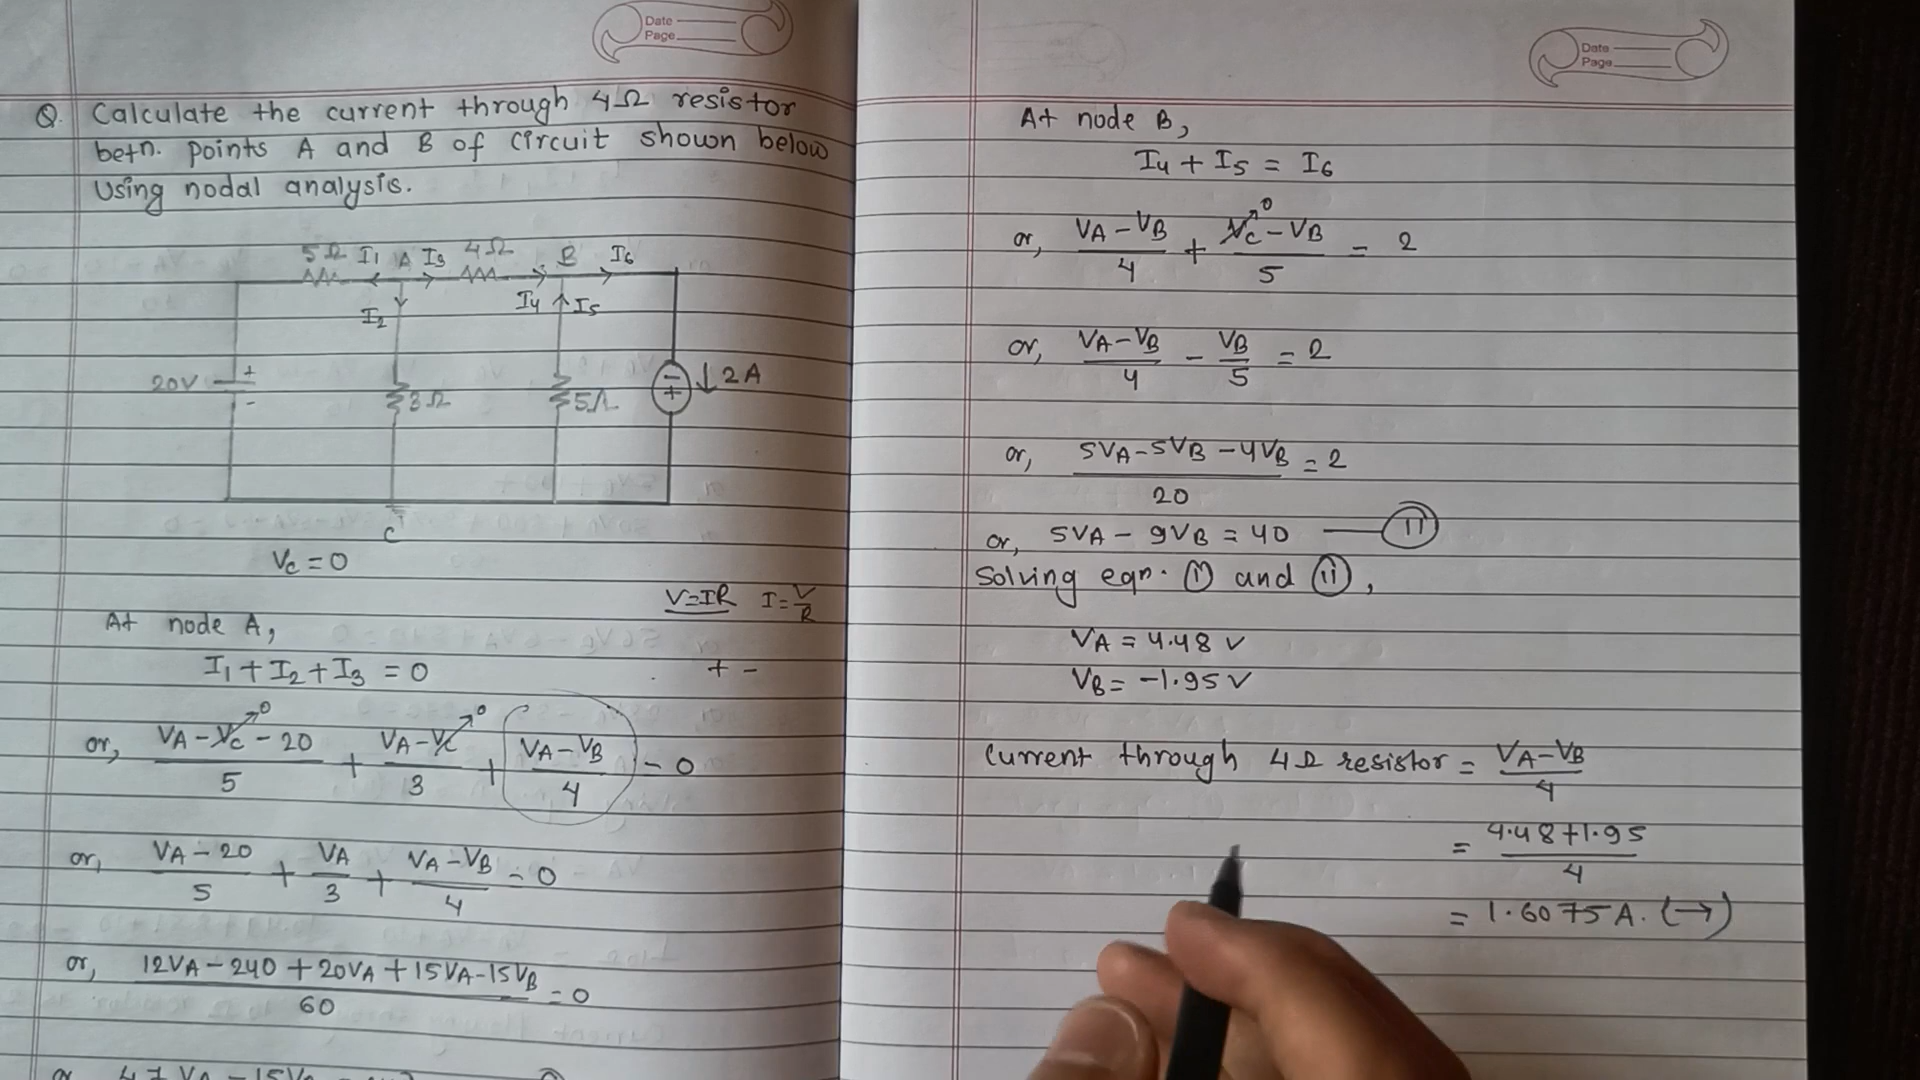 Date
Page
Q. Calculate the current through 4Ω resistor
betn. points A and B of circuit shown below
using nodal analysis.
5Ω I₁ A I₃ 4Ω B I₆
I₂ I₄ I₅
20V + - 3Ω 5Ω - + ↓2A
C
Vc = 0
V=IR I=V/R
At node A,
I₁ + I₂ + I₃ = 0
+ -
or, (VA - Vc↗0 - 20)/5 + (VA - Vc↗0)/3 + (VA - VB)/4 = 0
or, (VA - 20)/5 + VA/3 + (VA - VB)/4 = 0
or, (12VA - 240 + 20VA + 15VA - 15VB)/60 = 0
Date
Page
At node B,
I₄ + I₅ = I₆
or, (VA - VB)/4 + (Vc↗0 - VB)/5 = 2
or, (VA - VB)/4 - VB/5 = 2
or, (5VA - 5VB - 4VB)/20 = 2
or, 5VA - 9VB = 40 — (II)
Solving eqn. (I) and (II),
VA = 4.48 V
VB = -1.95 V
Current through 4Ω resistor = (VA - VB)/4
= (4.48 + 1.95)/4
= 1.6075 A. (→)